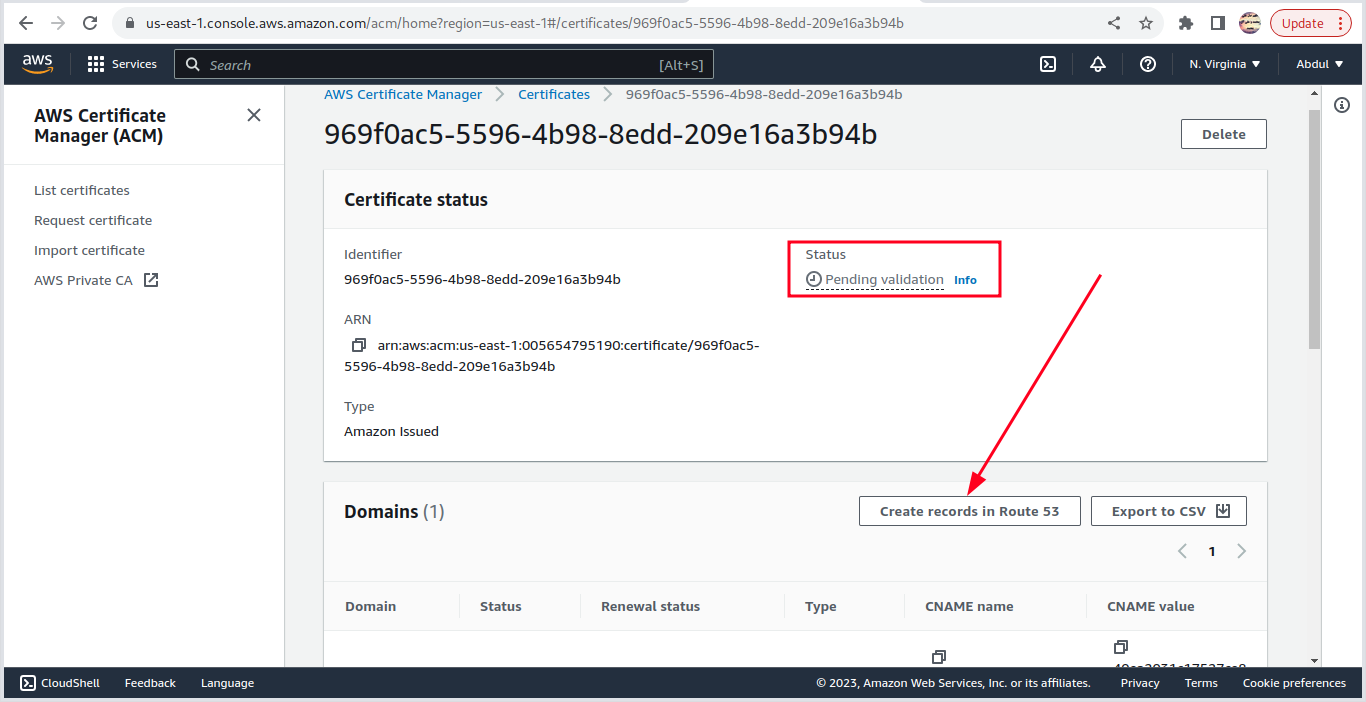 us-east-1.console.aws.amazon.com/acm/home?region=us-east-1#/certificates/969f0ac5-5596-4b98-8edd-209e16a3b94b
Update
aws
Services
Search
[Alt+S]
N. Virginia
Abdul
AWS Certificate
Manager (ACM)
List certificates
Request certificate
Import certificate
AWS Private CA
AWS Certificate Manager
Certificates
969f0ac5-5596-4b98-8edd-209e16a3b94b
969f0ac5-5596-4b98-8edd-209e16a3b94b
Delete
Certificate status
Identifier
969f0ac5-5596-4b98-8edd-209e16a3b94b
Status
Pending validation Info
ARN
arn:aws:acm:us-east-1:005654795190:certificate/969f0ac5-
5596-4b98-8edd-209e16a3b94b
Type
Amazon Issued
Domains (1)
Create records in Route 53
Export to CSV
1
Domain
Status
Renewal status
Type
CNAME name
CNAME value
CloudShell
Feedback
Language
© 2023, Amazon Web Services, Inc. or its affiliates.
Privacy
Terms
Cookie preferences